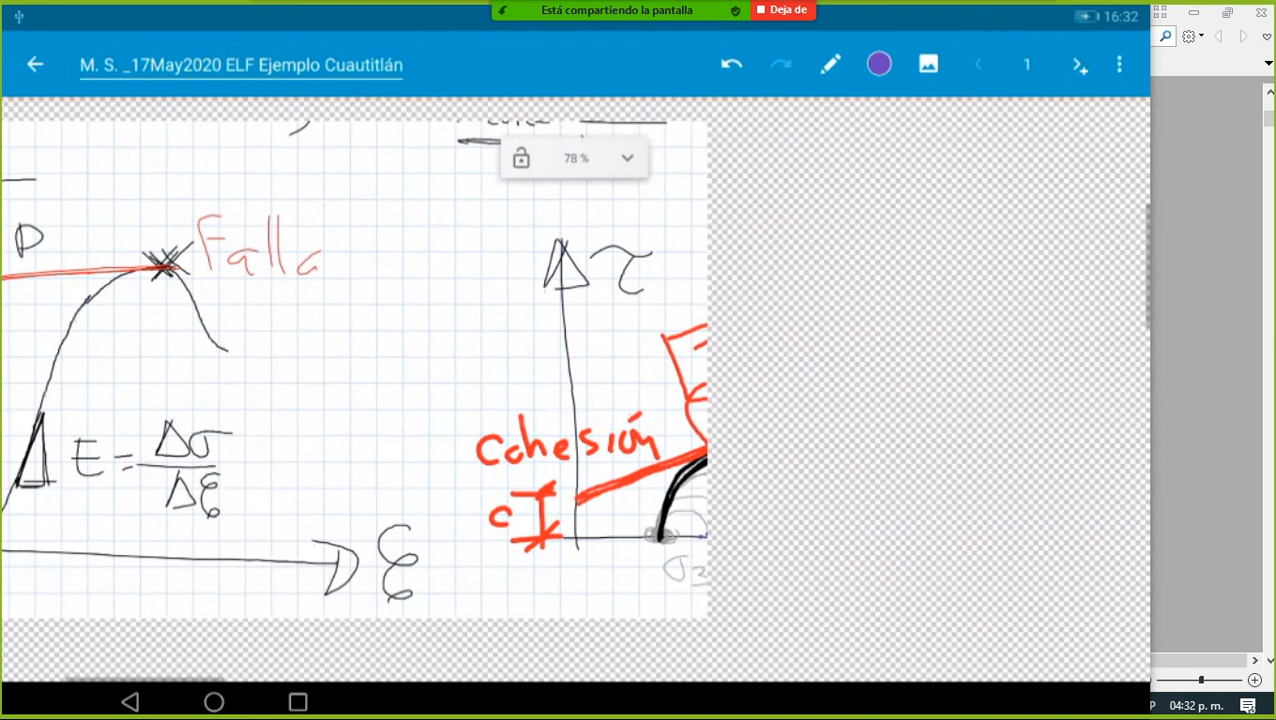 Está compartiendo la pantalla
Deja de
16:32
M. S. _17May2020 ELF Ejemplo Cuautitlán
1
78 %
P
Falla
τ
Cohesión
E = Δσ
Δε
c
σ3
ε
P 04:32 p. m.